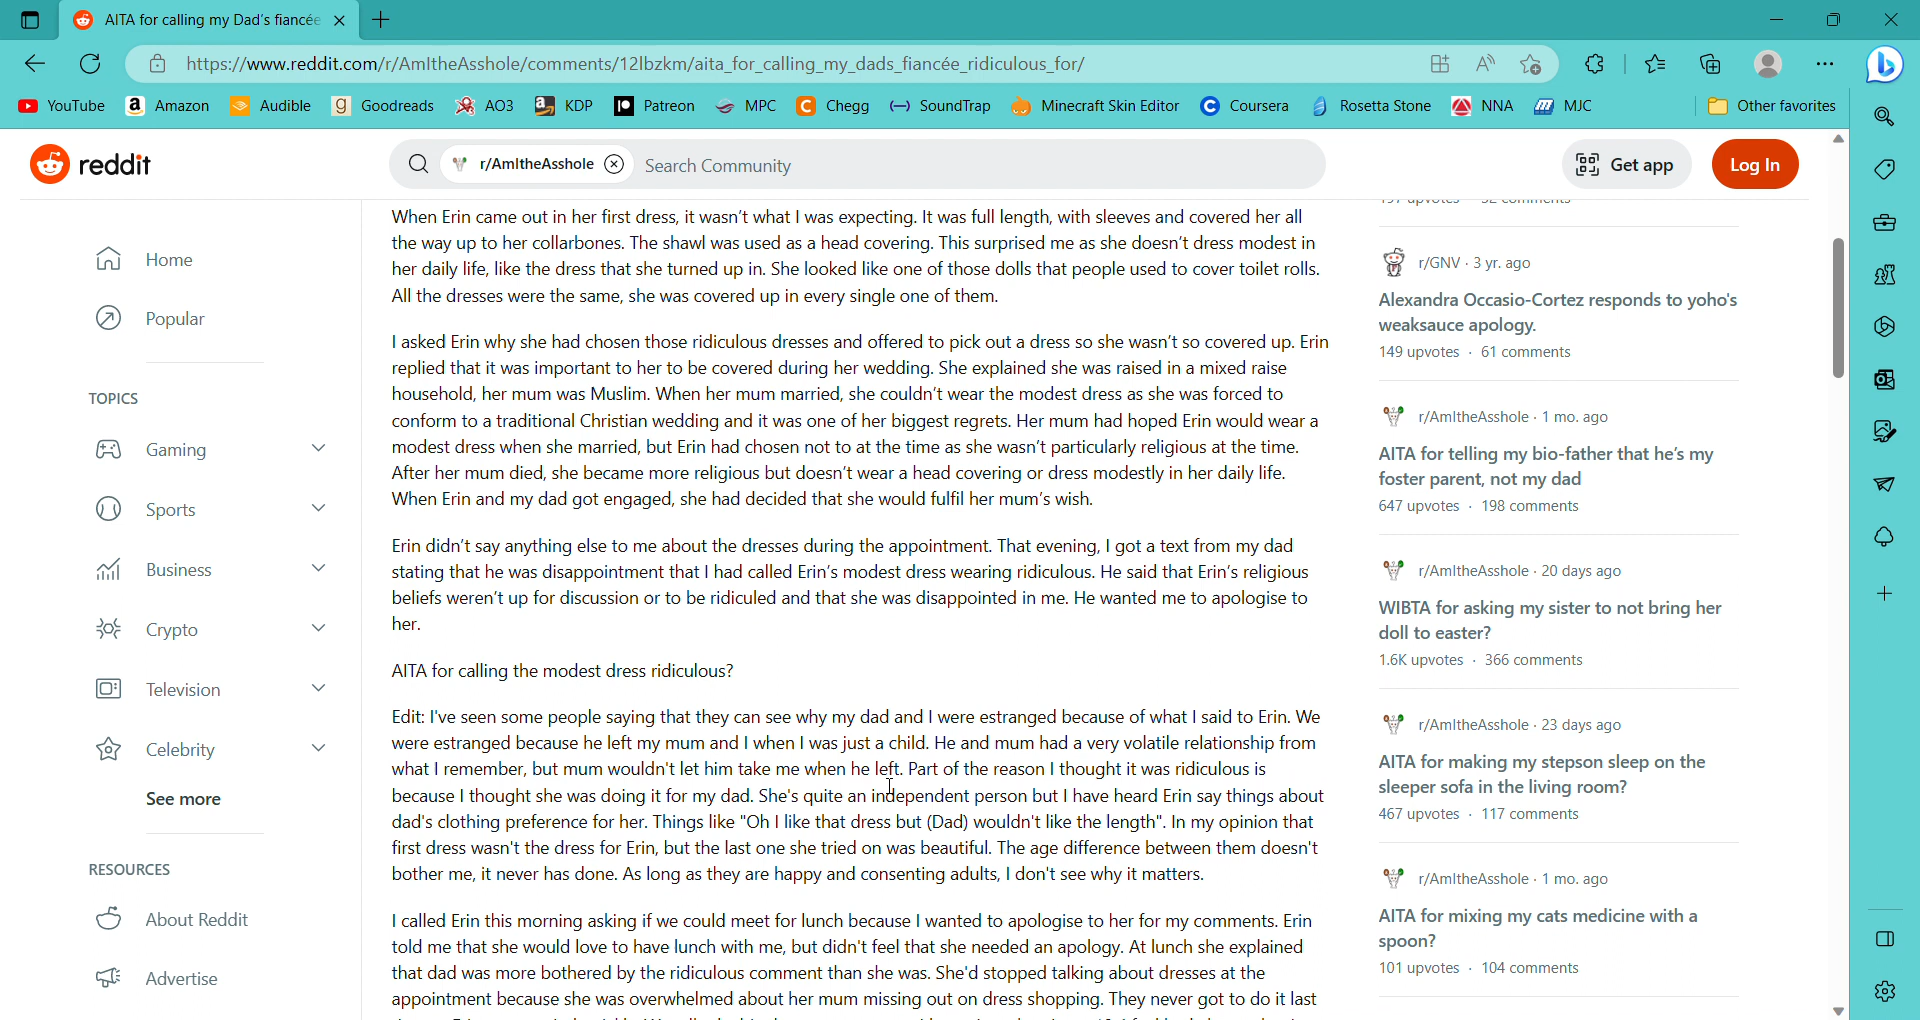 AITA for calling my Dad's fiancée
https://www.reddit.com/r/AmItheAsshole/comments/12lbzkm/aita_for_calling_my_dads_fiancée_ridiculous_for/
YouTube Amazon Audible Goodreads AO3 KDP Patreon MPC Chegg SoundTrap Minecraft Skin Editor Coursera Rosetta Stone NNA MJC Other favorites
reddit r/AmItheAsshole Search Community Get app Log In
Home
Popular
TOPICS
Gaming
Sports
Business
Crypto
Television
Celebrity
See more
RESOURCES
About Reddit
Advertise
When Erin came out in her first dress, it wasn't what I was expecting. It was full length, with sleeves and covered her all
the way up to her collarbones. The shawl was used as a head covering. This surprised me as she doesn't dress modest in
her daily life, like the dress that she turned up in. She looked like one of those dolls that people used to cover toilet rolls.
All the dresses were the same, she was covered up in every single one of them.
I asked Erin why she had chosen those ridiculous dresses and offered to pick out a dress so she wasn't so covered up. Erin
replied that it was important to her to be covered during her wedding. She explained she was raised in a mixed raise
household, her mum was Muslim. When her mum married, she couldn't wear the modest dress as she was forced to
conform to a traditional Christian wedding and it was one of her biggest regrets. Her mum had hoped Erin would wear a
modest dress when she married, but Erin had chosen not to at the time as she wasn't particularly religious at the time.
After her mum died, she became more religious but doesn't wear a head covering or dress modestly in her daily life.
When Erin and my dad got engaged, she had decided that she would fulfil her mum's wish.
Erin didn't say anything else to me about the dresses during the appointment. That evening, I got a text from my dad
stating that he was disappointment that I had called Erin's modest dress wearing ridiculous. He said that Erin's religious
beliefs weren't up for discussion or to be ridiculed and that she was disappointed in me. He wanted me to apologise to
her.
AITA for calling the modest dress ridiculous?
Edit: I've seen some people saying that they can see why my dad and I were estranged because of what I said to Erin. We
were estranged because he left my mum and I when I was just a child. He and mum had a very volatile relationship from
what I remember, but mum wouldn't let him take me when he left. Part of the reason I thought it was ridiculous is
because I thought she was doing it for my dad. She's quite an independent person but I have heard Erin say things about
dad's clothing preference for her. Things like "Oh I like that dress but (Dad) wouldn't like the length". In my opinion that
first dress wasn't the dress for Erin, but the last one she tried on was beautiful. The age difference between them doesn't
bother me, it never has done. As long as they are happy and consenting adults, I don't see why it matters.
I called Erin this morning asking if we could meet for lunch because I wanted to apologise to her for my comments. Erin
told me that she would love to have lunch with me, but didn't feel that she needed an apology. At lunch she explained
that dad was more bothered by the ridiculous comment than she was. She'd stopped talking about dresses at the
appointment because she was overwhelmed about her mum missing out on dress shopping. They never got to do it last
r/GNV · 3 yr. ago
Alexandra Occasio-Cortez responds to yoho's
weaksauce apology.
149 upvotes · 61 comments
r/AmItheAsshole · 1 mo. ago
AITA for telling my bio-father that he's my
foster parent, not my dad
647 upvotes · 198 comments
r/AmItheAsshole · 20 days ago
WIBTA for asking my sister to not bring her
doll to easter?
1.6K upvotes · 366 comments
r/AmItheAsshole · 23 days ago
AITA for making my stepson sleep on the
sleeper sofa in the living room?
467 upvotes · 117 comments
r/AmItheAsshole · 1 mo. ago
AITA for mixing my cats medicine with a
spoon?
101 upvotes · 104 comments